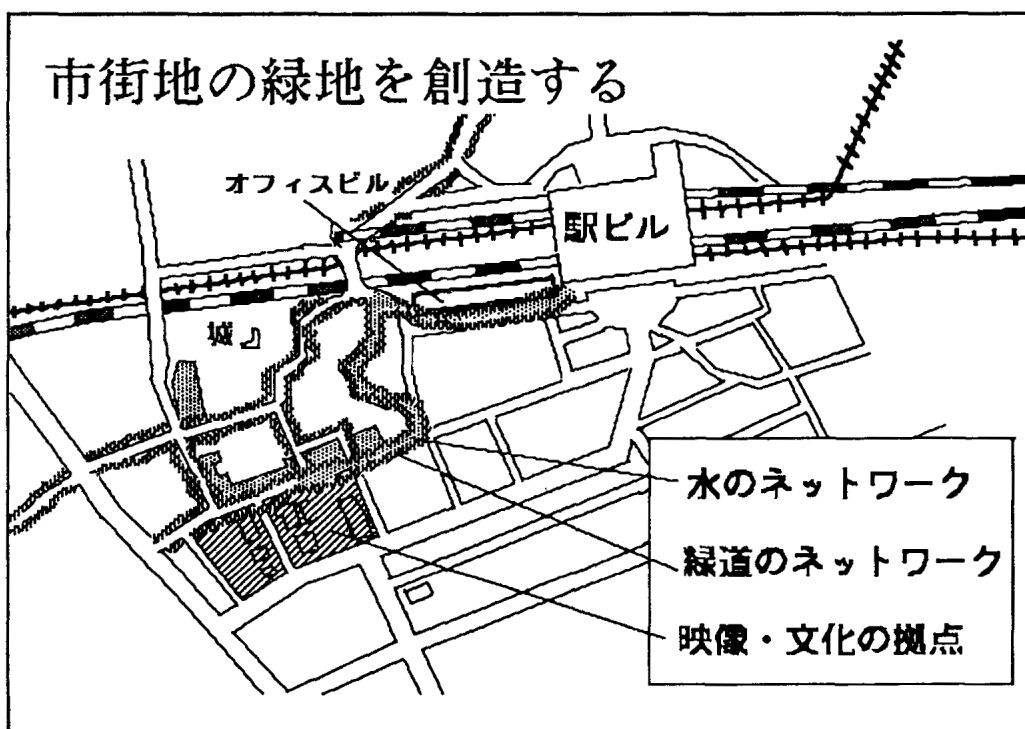 市街地の緑地を創造する
オフィスビル
駅ビル
城
水のネットワーク
緑道のネットワーク
映像・文化の拠点